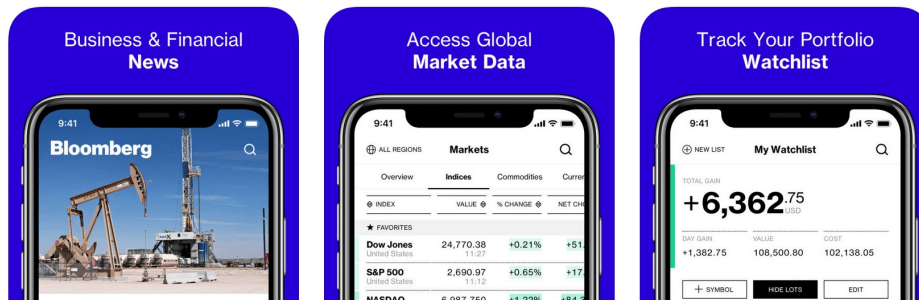 Business & Financial
News
9:41
Bloomberg
Access Global
Market Data
9:41
ALL REGIONS Markets
Overview Indices Commodities
INDEX VALUE % CHANGE
FAVORITES
Dow Jones 24,770.38 +0.21%
United States 11:27
S&P 500 2,690.97 +0.65%
United States 11:12
Track Your Portfolio
Watchlist
9:41
NEW LIST My Watchlist
TOTAL GAIN
+6,362.75
USD
DAY GAIN VALUE COST
+1,382.75 108,500.80 102,138.05
+ SYMBOL HIDE LOTS EDIT